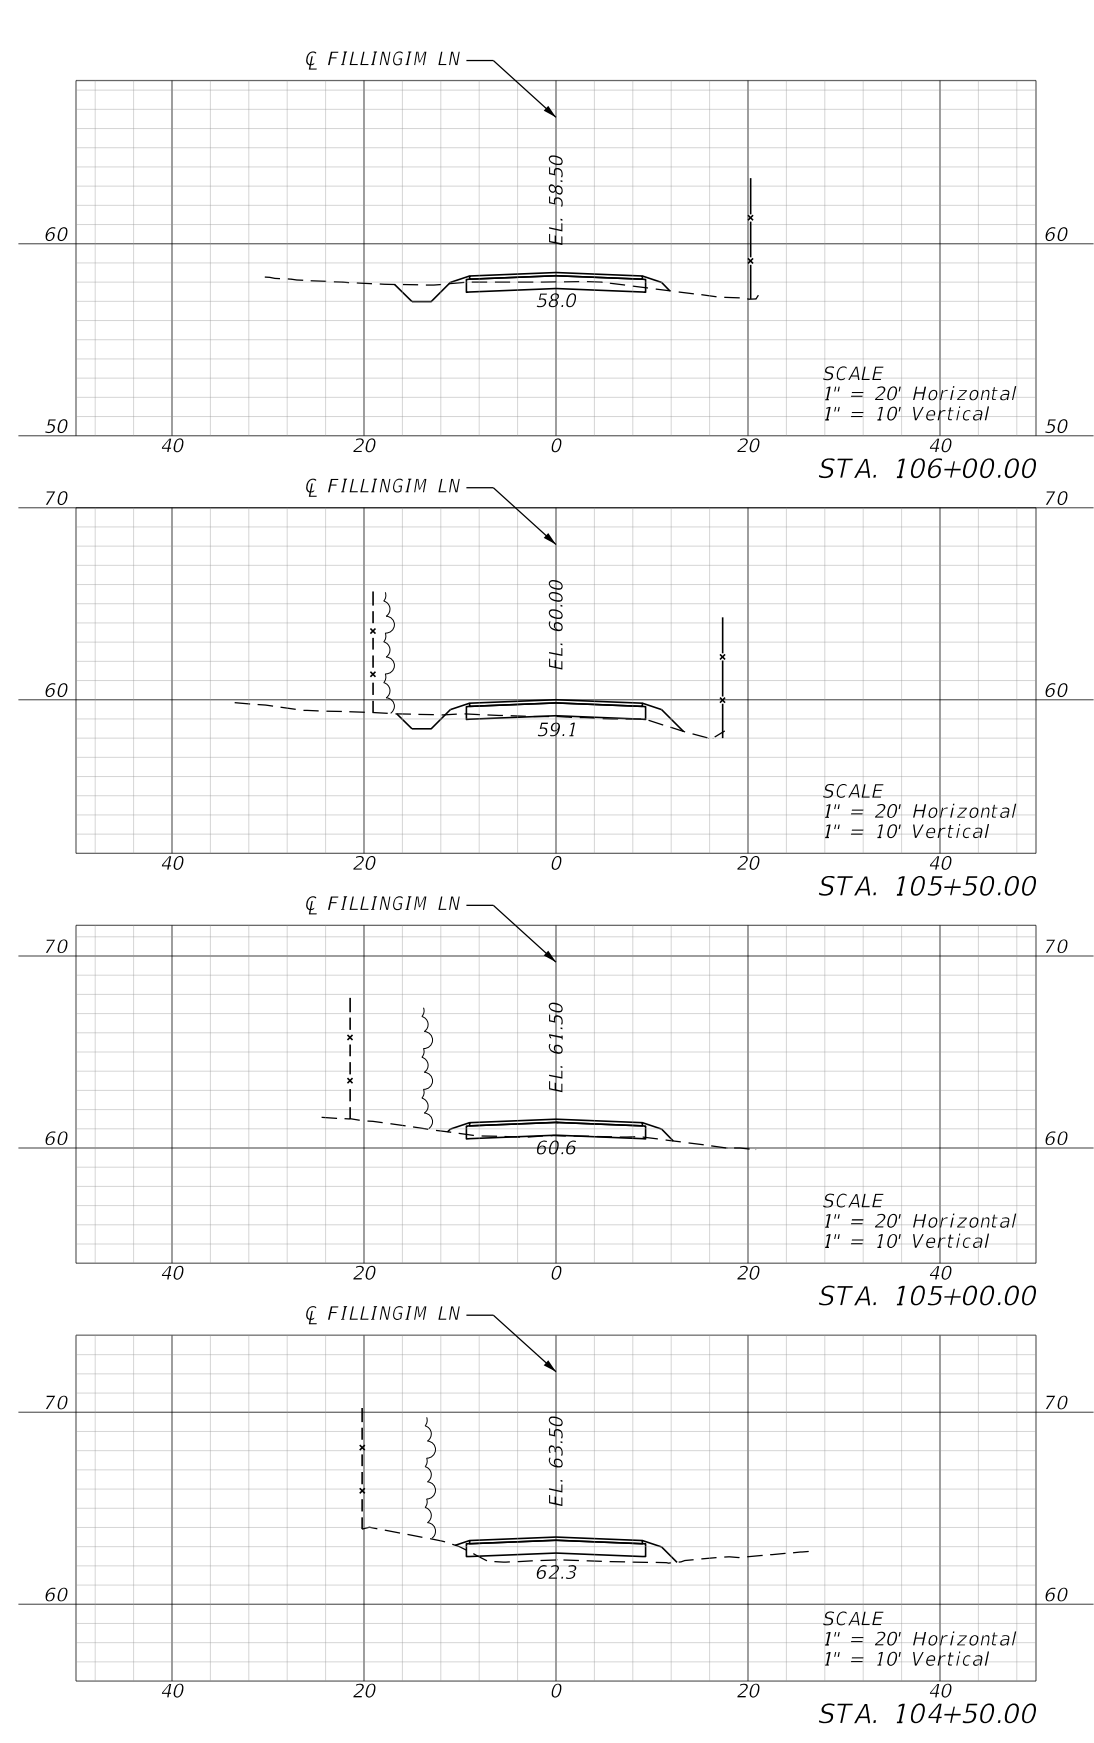 ℄ FILLINGIM LN
EL. 58.50
60 60
58.0
SCALE
1" = 20' Horizontal
1" = 10' Vertical
50 50
40 20 0 20 40
STA. 106+00.00
℄ FILLINGIM LN
70 70
EL. 60.00
60 60
59.1
SCALE
1" = 20' Horizontal
1" = 10' Vertical
40 20 0 20 40
STA. 105+50.00
℄ FILLINGIM LN
70 70
EL. 61.50
60 60
60.6
SCALE
1" = 20' Horizontal
1" = 10' Vertical
40 20 0 20 40
STA. 105+00.00
℄ FILLINGIM LN
70 70
EL. 63.50
62.3
60 60
SCALE
1" = 20' Horizontal
1" = 10' Vertical
40 20 0 20 40
STA. 104+50.00